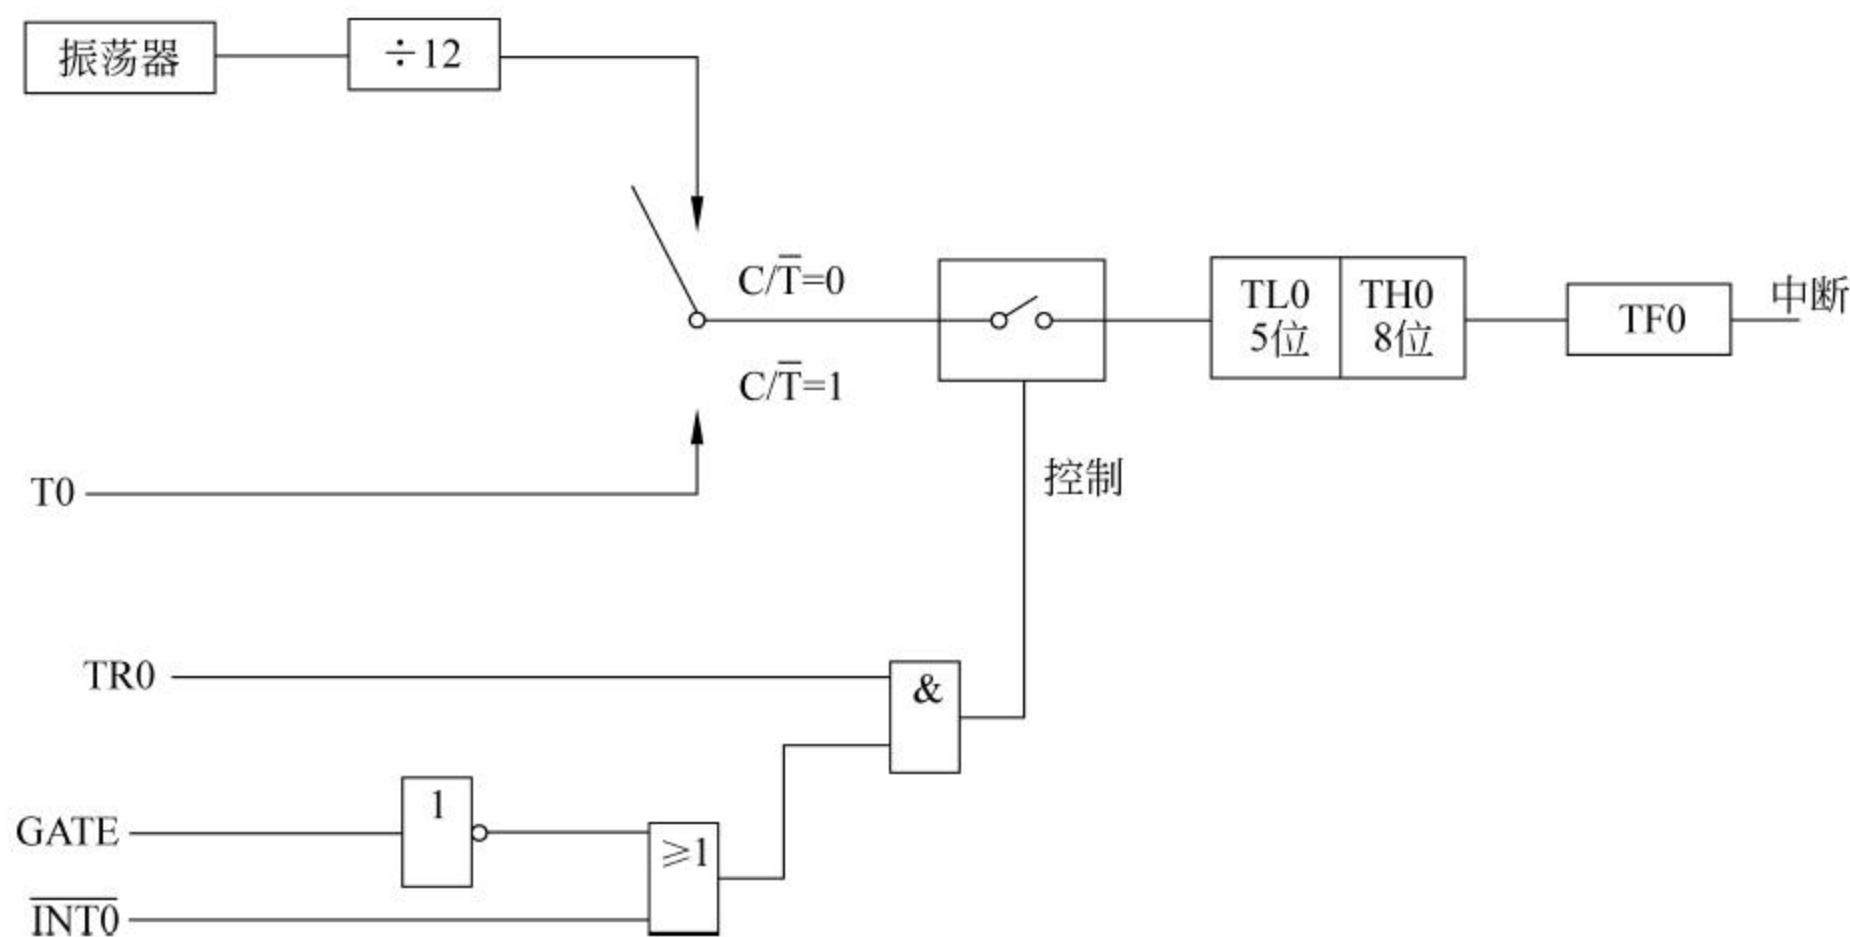 振荡器
÷12
C/T̅=0
C/T̅=1
T0
TL0
5位
TH0
8位
TF0
中断
控制
TR0
&
GATE
1
≥1
I̅N̅T̅0̅